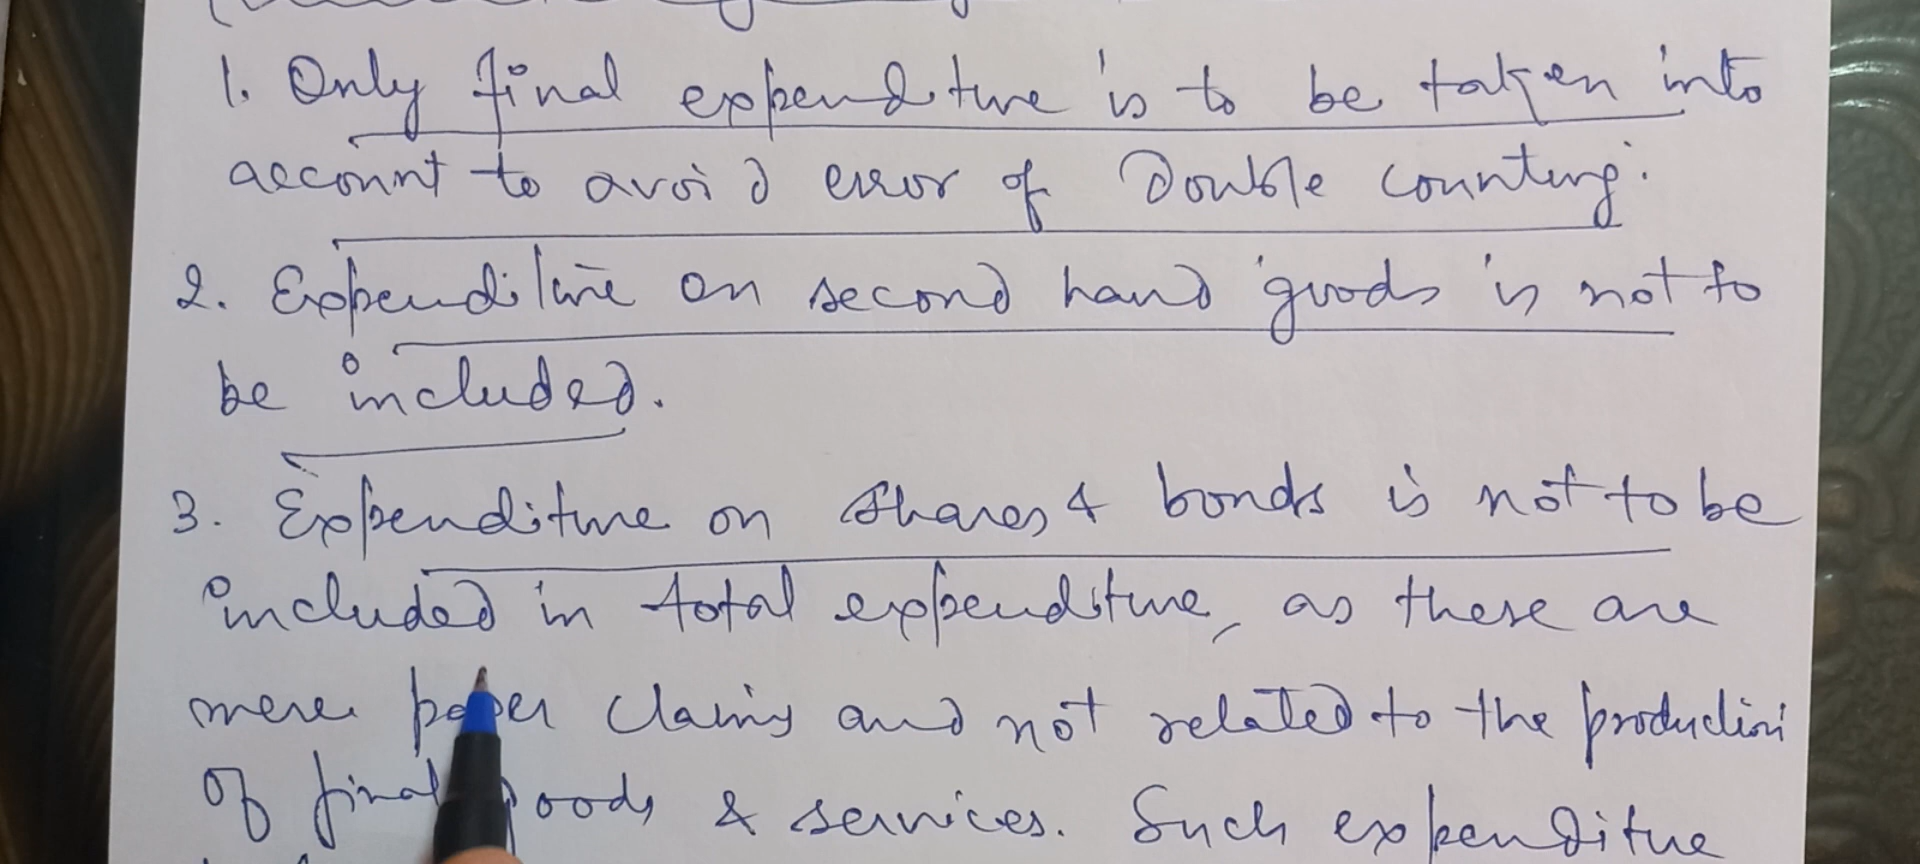 1. Only final expenditure is to be taken into
account to avoid error of Double counting.
2. Expenditure on second hand goods is not to
be included.
3. Expenditure on shares & bonds is not to be
included in total expenditure, as these are
mere paper claims and not related to the production
of final goods & services. Such expenditure